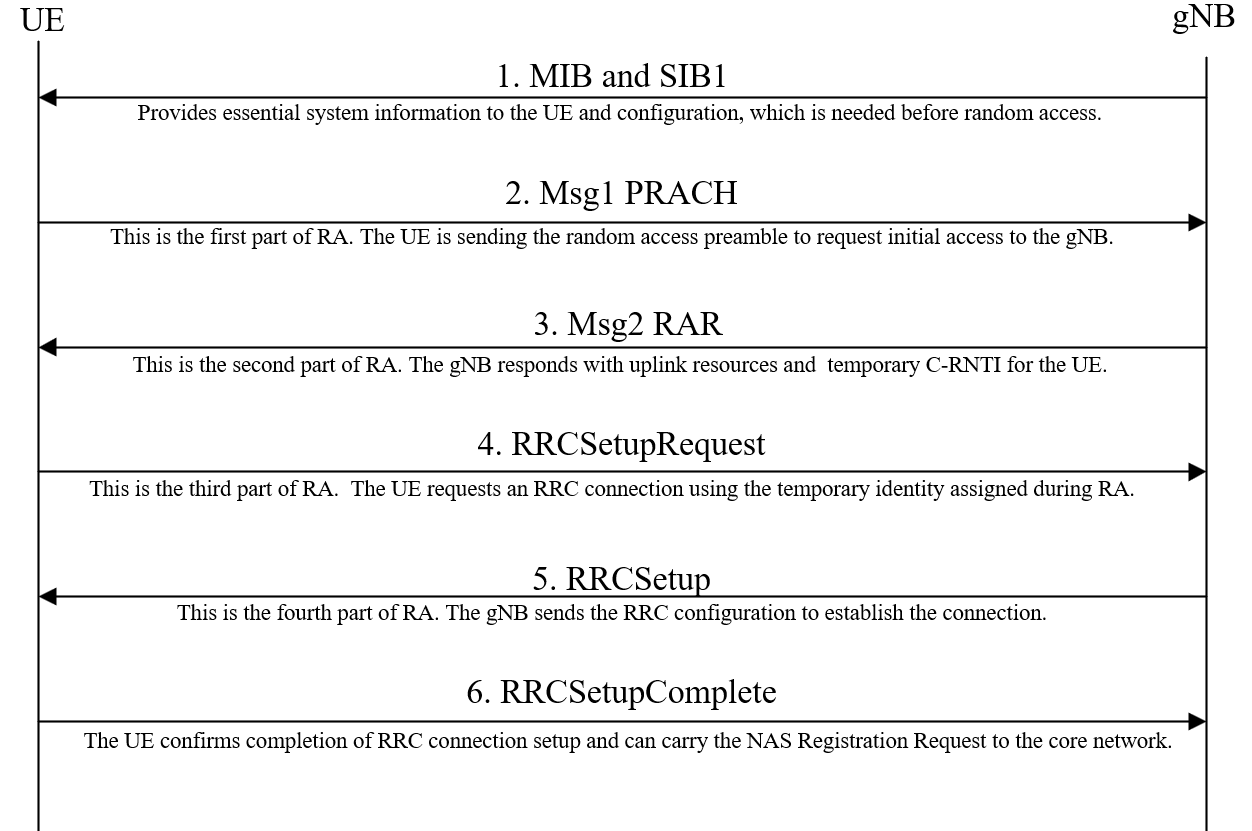 UE
gNB
1. MIB and SIB1
Provides essential system information to the UE and configuration, which is needed before random access.
2. Msg1 PRACH
This is the first part of RA. The UE is sending the random access preamble to request initial access to the gNB.
3. Msg2 RAR
This is the second part of RA. The gNB responds with uplink resources and  temporary C-RNTI for the UE.
4. RRCSetupRequest
This is the third part of RA.  The UE requests an RRC connection using the temporary identity assigned during RA.
5. RRCSetup
This is the fourth part of RA. The gNB sends the RRC configuration to establish the connection.
6. RRCSetupComplete
The UE confirms completion of RRC connection setup and can carry the NAS Registration Request to the core network.